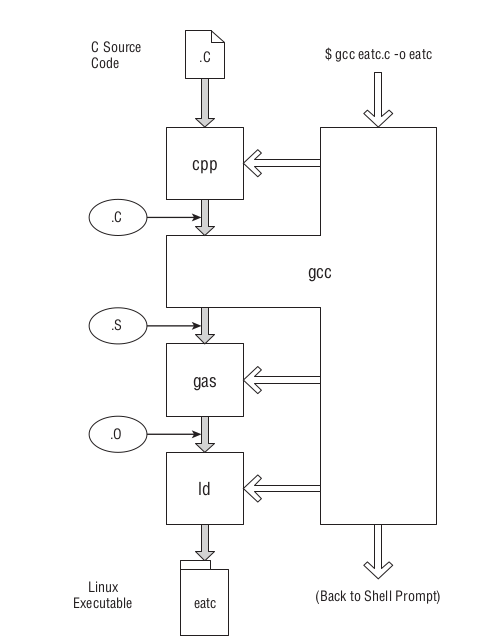 C Source
Code
.C
$ gcc eatc.c -o eatc
cpp
.C
gcc
.S
gas
.O
ld
Linux
Executable
eatc
(Back to Shell Prompt)